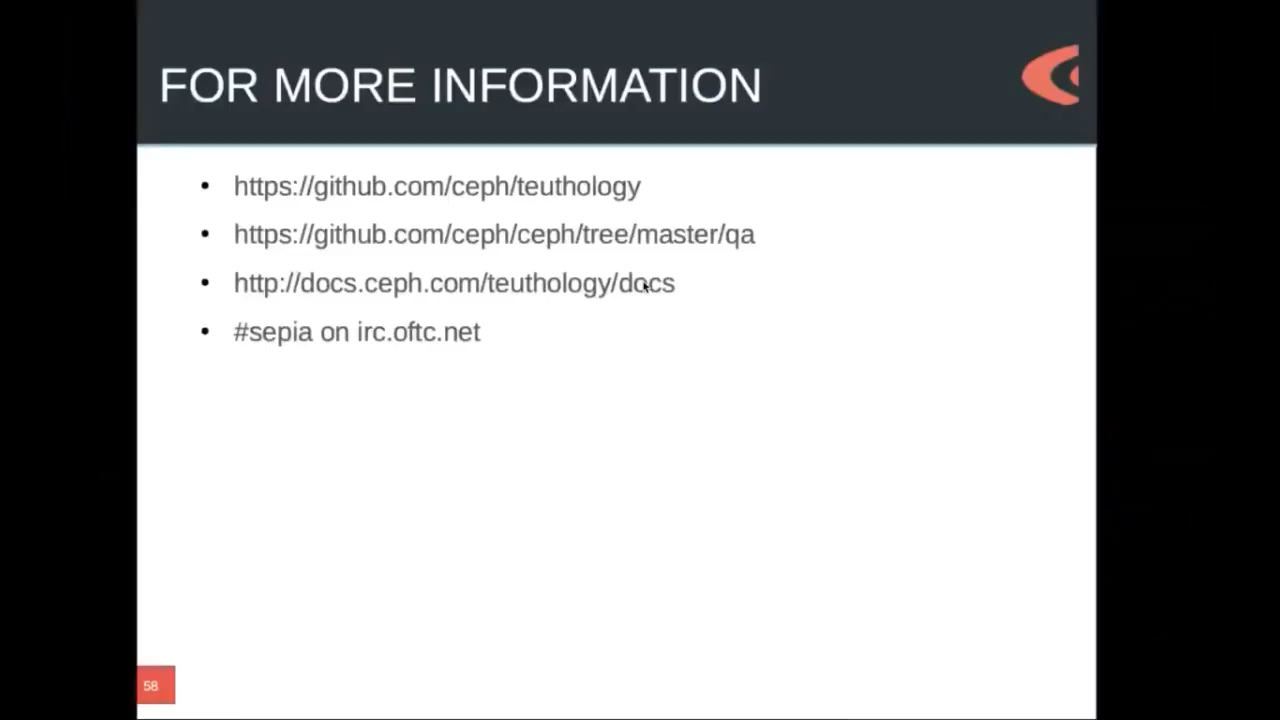 FOR MORE INFORMATION
• https://github.com/ceph/teuthology
• https://github.com/ceph/ceph/tree/master/qa
• http://docs.ceph.com/teuthology/docs
• #sepia on irc.oftc.net
58